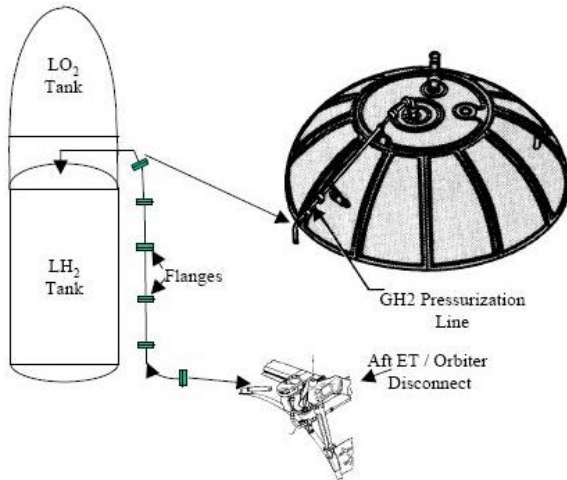 LO₂
Tank
LH₂
Tank
Flanges
GH2 Pressurization
Line
Aft ET / Orbiter
Disconnect